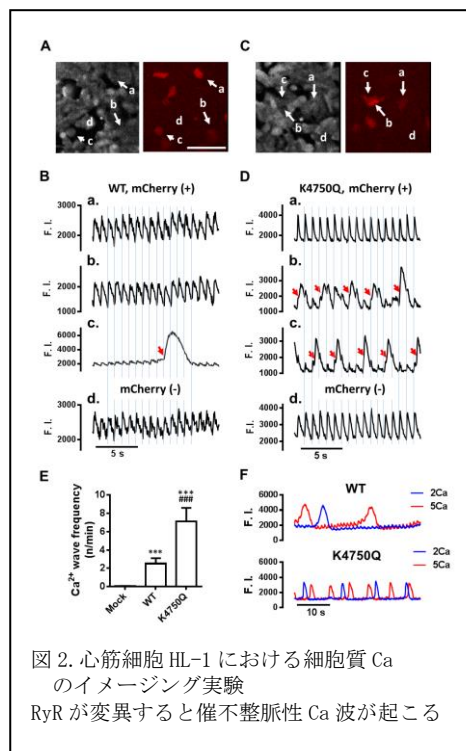 A
C
a
b
d
c
c
a
b
d
a
b
d
c
c
a
b
d
B
WT, mCherry (+)
a.
F. I.
3000
2000
b.
F. I.
3000
2000
1000
c.
F. I.
6000
4000
2000
mCherry (-)
d.
F. I.
3000
2000
5 s
D
K4750Q, mCherry (+)
a.
F. I.
4000
2000
b.
F. I.
4000
3000
2000
1000
c.
F. I.
4000
3000
2000
1000
mCherry (-)
d.
F. I.
4000
2000
5 s
E
Ca2+ wave frequency
(n/min)
10
8
6
4
2
0
***
***
###
Mock
WT
K4750Q
F
WT
F. I.
6000
4000
2000
0
2Ca
5Ca
K4750Q
F. I.
6000
4000
2000
0
2Ca
5Ca
10 s
図 2. 心筋細胞 HL-1 における細胞質 Ca
のイメージング実験
RyR が変異すると催不整脈性 Ca 波が起こる